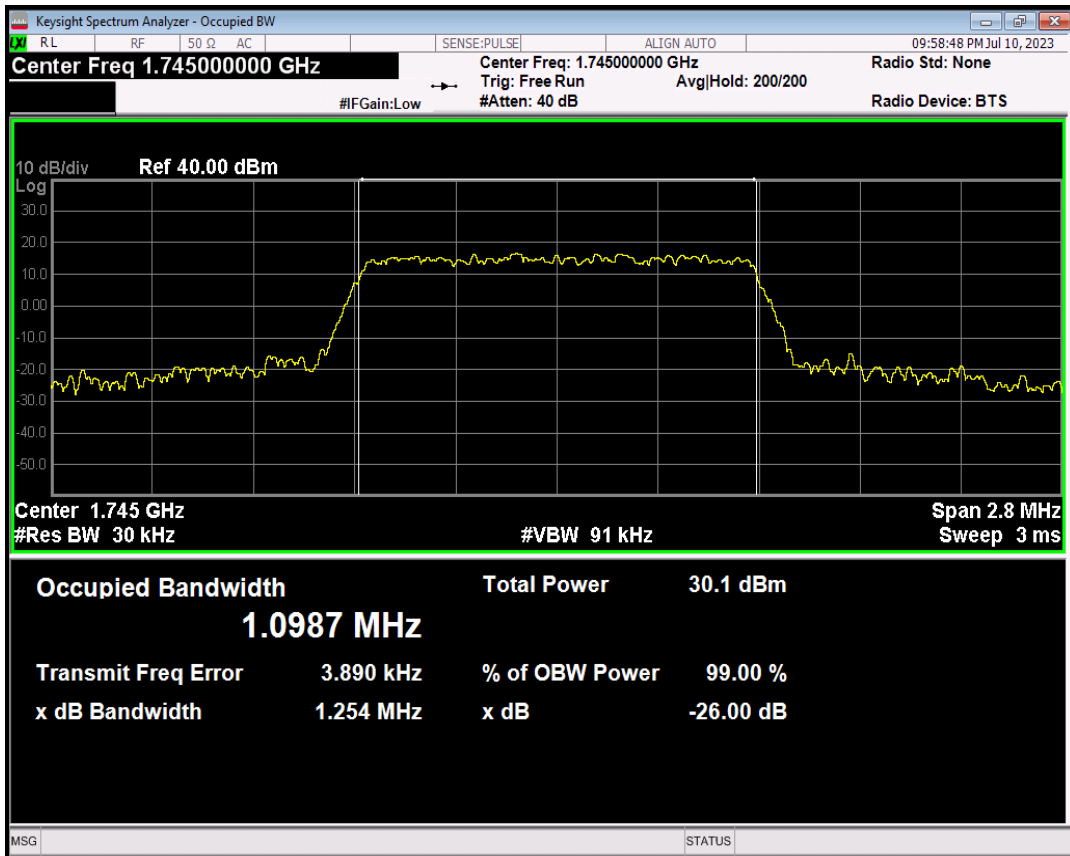 Keysight Spectrum Analyzer - Occupied BW
LXI RL RF 50 Ω AC SENSE:PULSE ALIGN AUTO 09:58:48 PM Jul 10, 2023
Center Freq 1.745000000 GHz Center Freq: 1.745000000 GHz Radio Std: None
Trig: Free Run Avg|Hold: 200/200
#IFGain:Low #Atten: 40 dB Radio Device: BTS
10 dB/div Ref 40.00 dBm
Log
30.0
20.0
10.0
0.00
-10.0
-20.0
-30.0
-40.0
-50.0
Center 1.745 GHz Span 2.8 MHz
#Res BW 30 kHz #VBW 91 kHz Sweep 3 ms
Occupied Bandwidth Total Power 30.1 dBm
1.0987 MHz
Transmit Freq Error 3.890 kHz % of OBW Power 99.00 %
x dB Bandwidth 1.254 MHz x dB -26.00 dB
MSG STATUS